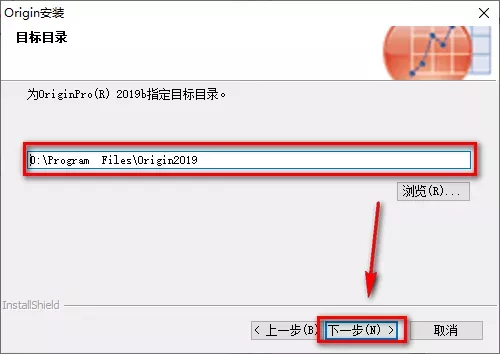 Origin安装
目标目录
为OriginPro(R) 2019b指定目标目录。
D:\Program  Files\Origin2019
浏览(R)...
InstallShield
< 上一步(B)
下一步(N) >
取消